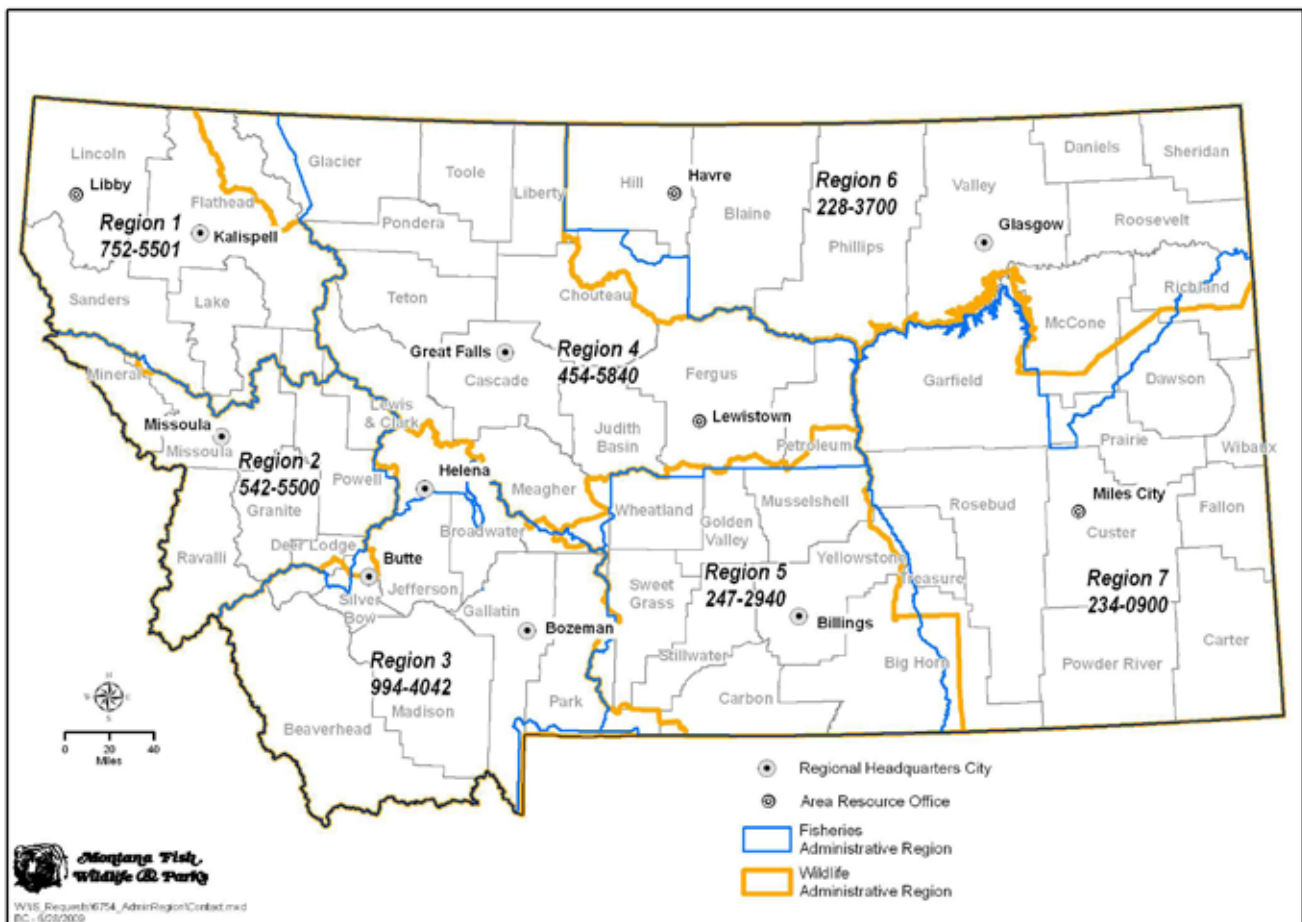 Lincoln
Libby
Region 1
752-5501
Flathead
Kalispell
Sanders
Lake
Glacier
Toole
Liberty
Pondera
Teton
Chouteau
Hill
Havre
Blaine
Region 6
228-3700
Phillips
Valley
Glasgow
Daniels
Sheridan
Roosevelt
Richland
McCone
Great Falls
Cascade
Region 4
454-5840
Fergus
Lewistown
Judith
Basin
Petroleum
Garfield
Dawson
Prairie
Wibaux
Mineral
Missoula
Missoula
Region 2
542-5500
Powell
Granite
Ravalli
Deer Lodge
Lewis
& Clark
Helena
Meagher
Broadwater
Butte
Silver
Bow
Jefferson
Gallatin
Bozeman
Region 3
994-4042
Madison
Beaverhead
Park
Wheatland
Golden
Valley
Musselshell
Sweet
Grass
Region 5
247-2940
Yellowstone
Billings
Stillwater
Carbon
Big Horn
Treasure
Rosebud
Miles City
Custer
Fallon
Region 7
234-0900
Powder River
Carter
N
W
E
S
0 20 40
Miles
Regional Headquarters City
Area Resource Office
Fisheries
Administrative Region
Wildlife
Administrative Region
Montana Fish,
Wildlife & Parks